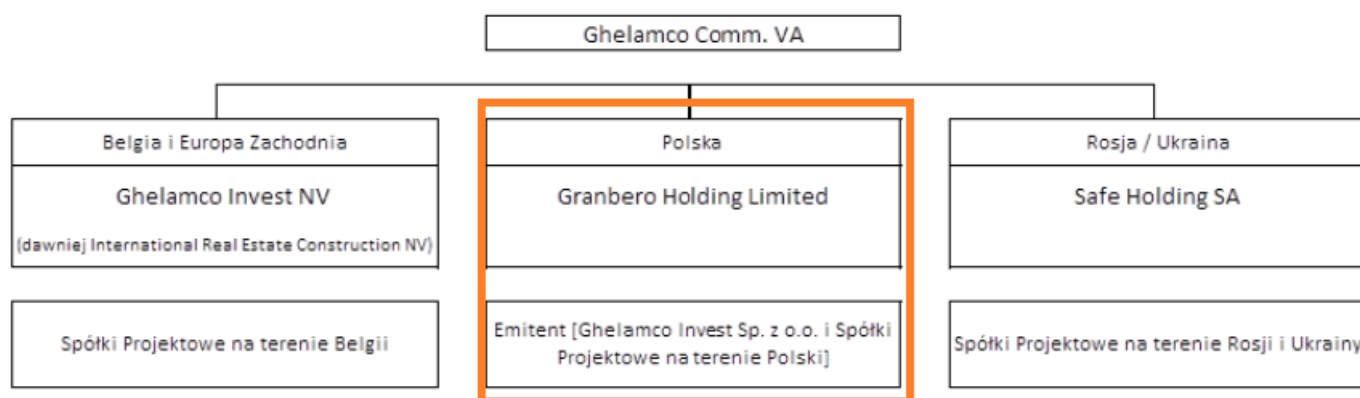 Ghelamco Comm. VA
Belgia i Europa Zachodnia
Ghelamco Invest NV
(dawniej International Real Estate Construction NV)
Spółki Projektowe na terenie Belgii
Polska
Granbero Holding Limited
Emitent [Ghelamco Invest Sp. z o.o. i Spółki
Projektowe na terenie Polski]
Rosja / Ukraina
Safe Holding SA
Spółki Projektowe na terenie Rosji i Ukrainy